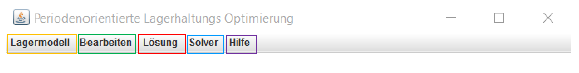 Periodenorientierte Lagerhaltungs Optimierung
Lagermodell Bearbeiten Lösung Solver Hilfe